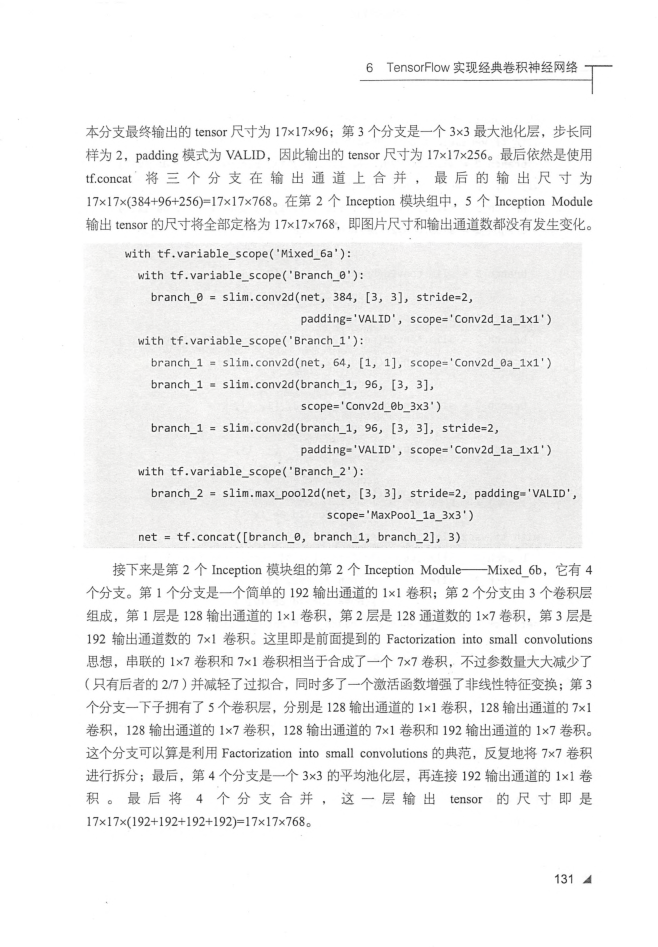 6 TensorFlow 实现经典卷积神经网络
本分支最终输出的 tensor 尺寸为 17×17×96；第 3 个分支是一个 3×3 最大池化层，步长同
样为 2，padding 模式为 VALID，因此输出的 tensor 尺寸为 17×17×256。最后依然是使用
tf.concat 将三个分支在输出通道上合并，最后的输出尺寸为
17×17×(384+96+256)=17×17×768。在第 2 个 Inception 模块组中，5 个 Inception Module
输出 tensor 的尺寸将全部定格为 17×17×768，即图片尺寸和输出通道数都没有发生变化。
with tf.variable_scope('Mixed_6a'):
with tf.variable_scope('Branch_0'):
branch_0 = slim.conv2d(net, 384, [3, 3], stride=2,
padding='VALID', scope='Conv2d_1a_1x1')
with tf.variable_scope('Branch_1'):
branch_1 = slim.conv2d(net, 64, [1, 1], scope='Conv2d_0a_1x1')
branch_1 = slim.conv2d(branch_1, 96, [3, 3],
scope='Conv2d_0b_3x3')
branch_1 = slim.conv2d(branch_1, 96, [3, 3], stride=2,
padding='VALID', scope='Conv2d_1a_1x1')
with tf.variable_scope('Branch_2'):
branch_2 = slim.max_pool2d(net, [3, 3], stride=2, padding='VALID',
scope='MaxPool_1a_3x3')
net = tf.concat([branch_0, branch_1, branch_2], 3)
接下来是第 2 个 Inception 模块组的第 2 个 Inception Module——Mixed_6b，它有 4
个分支。第 1 个分支是一个简单的 192 输出通道的 1×1 卷积；第 2 个分支由 3 个卷积层
组成，第 1 层是 128 输出通道的 1×1 卷积，第 2 层是 128 通道数的 1×7 卷积，第 3 层是
192 输出通道数的 7×1 卷积。这里即是前面提到的 Factorization into small convolutions
思想，串联的 1×7 卷积和 7×1 卷积相当于合成了一个 7×7 卷积，不过参数量大大减少了
（只有后者的 2/7）并减轻了过拟合，同时多了一个激活函数增强了非线性特征变换；第 3
个分支一下子拥有了 5 个卷积层，分别是 128 输出通道的 1×1 卷积，128 输出通道的 7×1
卷积，128 输出通道的 1×7 卷积，128 输出通道的 7×1 卷积和 192 输出通道的 1×7 卷积。
这个分支可以算是利用 Factorization into small convolutions 的典范，反复地将 7×7 卷积
进行拆分；最后，第 4 个分支是一个 3×3 的平均池化层，再连接 192 输出通道的 1×1 卷
积。最后将 4 个分支合并，这一层输出 tensor 的尺寸即是
17×17×(192+192+192+192)=17×17×768。
131